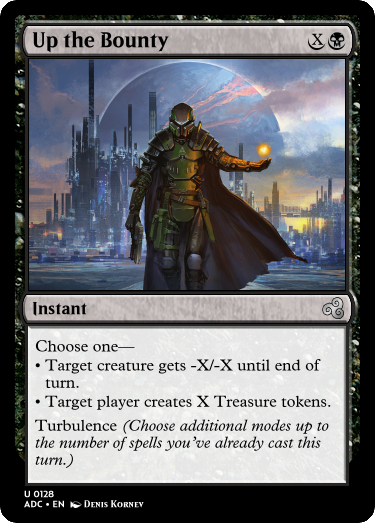 Up the Bounty X
Instant
Choose one—
• Target creature gets -X/-X until end of
turn.
• Target player creates X Treasure tokens.
Turbulence (Choose additional modes up to
the number of spells you've already cast this
turn.)
U 0128
ADC • EN Denis Kornev